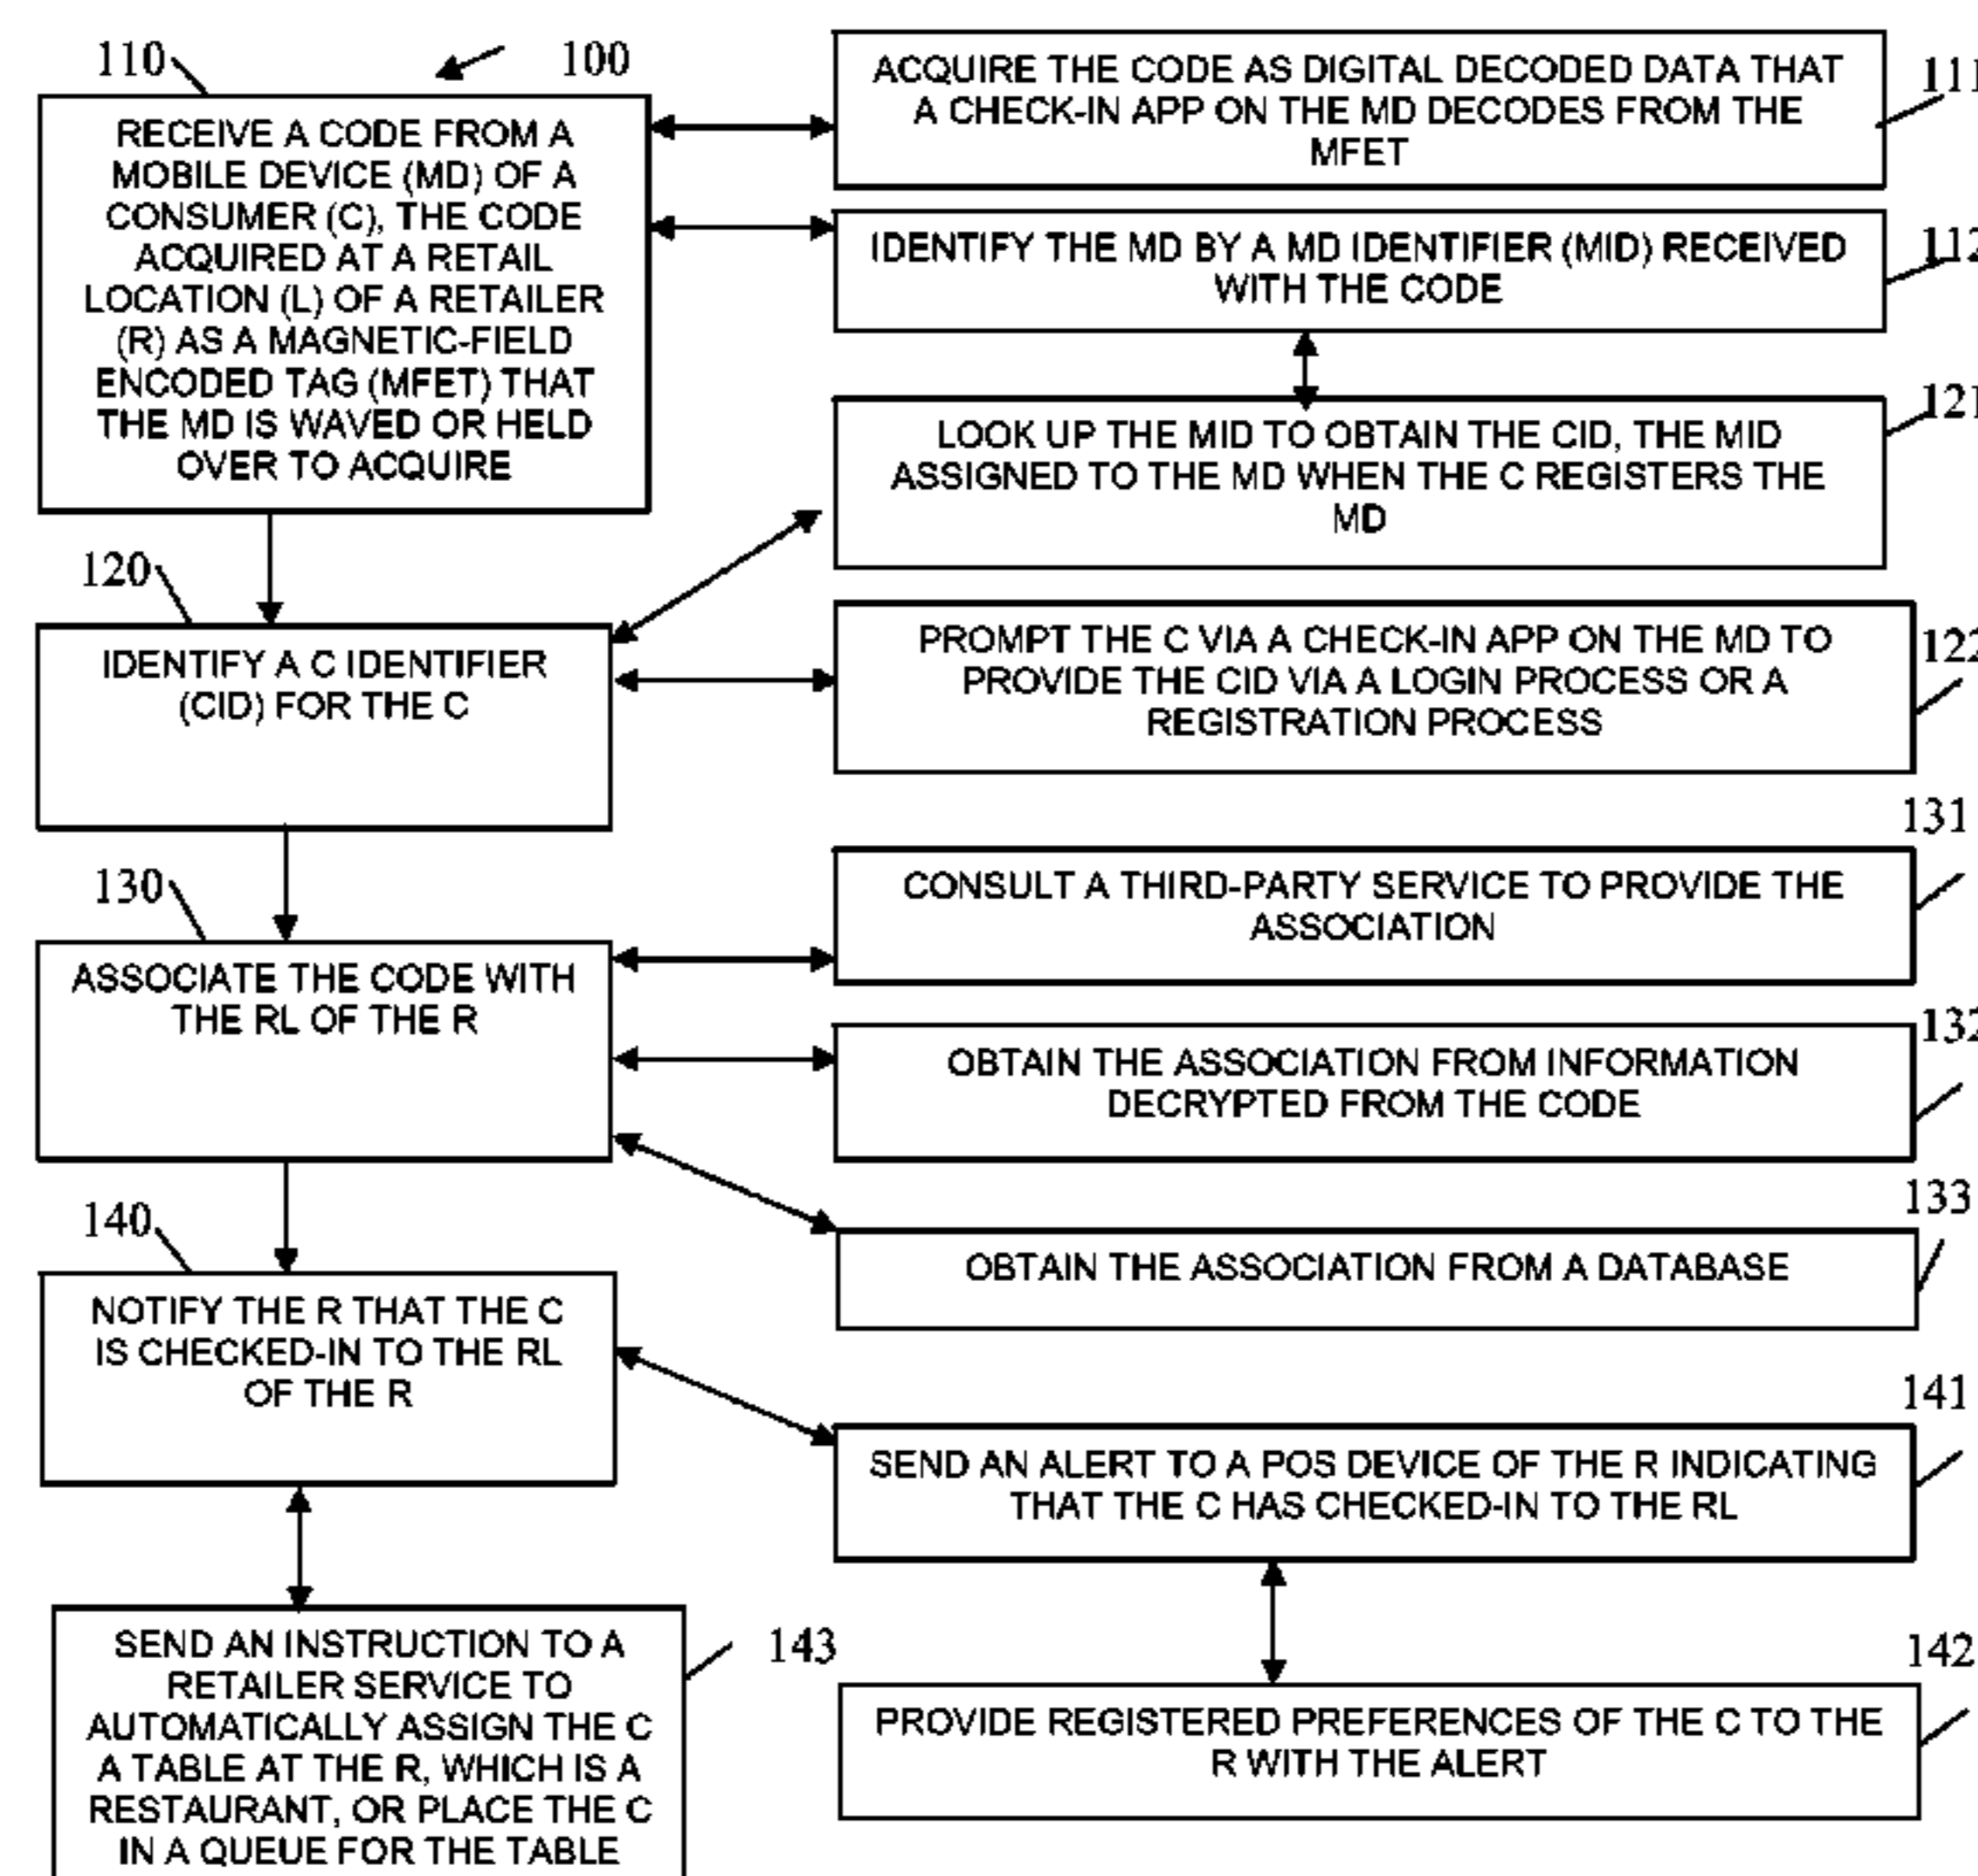 110
100
RECEIVE A CODE FROM A
MOBILE DEVICE (MD) OF A
CONSUMER (C), THE CODE
ACQUIRED AT A RETAIL
LOCATION (L) OF A RETAILER
(R) AS A MAGNETIC-FIELD
ENCODED TAG (MFET) THAT
THE MD IS WAVED OR HELD
OVER TO ACQUIRE
ACQUIRE THE CODE AS DIGITAL DECODED DATA THAT
A CHECK-IN APP ON THE MD DECODES FROM THE
MFET
111
IDENTIFY THE MD BY A MD IDENTIFIER (MID) RECEIVED
WITH THE CODE
112
LOOK UP THE MID TO OBTAIN THE CID, THE MID
ASSIGNED TO THE MD WHEN THE C REGISTERS THE
MD
121
120
IDENTIFY A C IDENTIFIER
(CID) FOR THE C
PROMPT THE C VIA A CHECK-IN APP ON THE MD TO
PROVIDE THE CID VIA A LOGIN PROCESS OR A
REGISTRATION PROCESS
122
130
ASSOCIATE THE CODE WITH
THE RL OF THE R
131
CONSULT A THIRD-PARTY SERVICE TO PROVIDE THE
ASSOCIATION
132
OBTAIN THE ASSOCIATION FROM INFORMATION
DECRYPTED FROM THE CODE
133
OBTAIN THE ASSOCIATION FROM A DATABASE
140
NOTIFY THE R THAT THE C
IS CHECKED-IN TO THE RL
OF THE R
141
SEND AN ALERT TO A POS DEVICE OF THE R INDICATING
THAT THE C HAS CHECKED-IN TO THE RL
142
PROVIDE REGISTERED PREFERENCES OF THE C TO THE
R WITH THE ALERT
143
SEND AN INSTRUCTION TO A
RETAILER SERVICE TO
AUTOMATICALLY ASSIGN THE C
A TABLE AT THE R, WHICH IS A
RESTAURANT, OR PLACE THE C
IN A QUEUE FOR THE TABLE